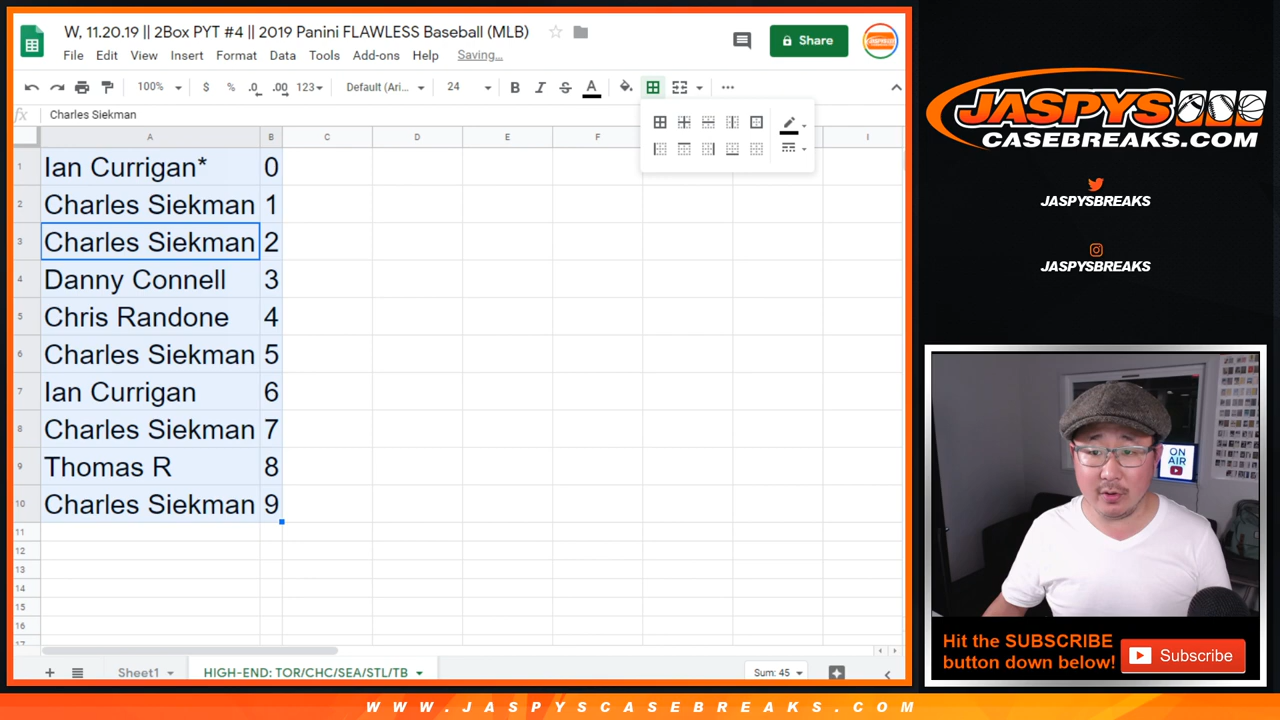 W, 11.20.19 || 2Box PYT #4 || 2019 Panini FLAWLESS Baseball (MLB)
File Edit View Insert Format Data Tools Add-ons Help Saving...
Share
100% $ % .0 .00 123 Default (Ari... 24 B I S A
fx Charles Siekman
A B C D E F I
1 Ian Currigan* 0
2 Charles Siekman 1
3 Charles Siekman 2
4 Danny Connell 3
5 Chris Randone 4
6 Charles Siekman 5
7 Ian Currigan 6
8 Charles Siekman 7
9 Thomas R 8
10 Charles Siekman 9
11
12
13
14
15
16
17
Sheet1 HIGH-END: TOR/CHC/SEA/STL/TB Sum: 45
JASPYS
CASEBREAKS.COM
JASPYSBREAKS
JASPYSBREAKS
ON
AIR
Hit the SUBSCRIBE
button down below!
Subscribe
WWW.JASPYSCASEBREAKS.COM